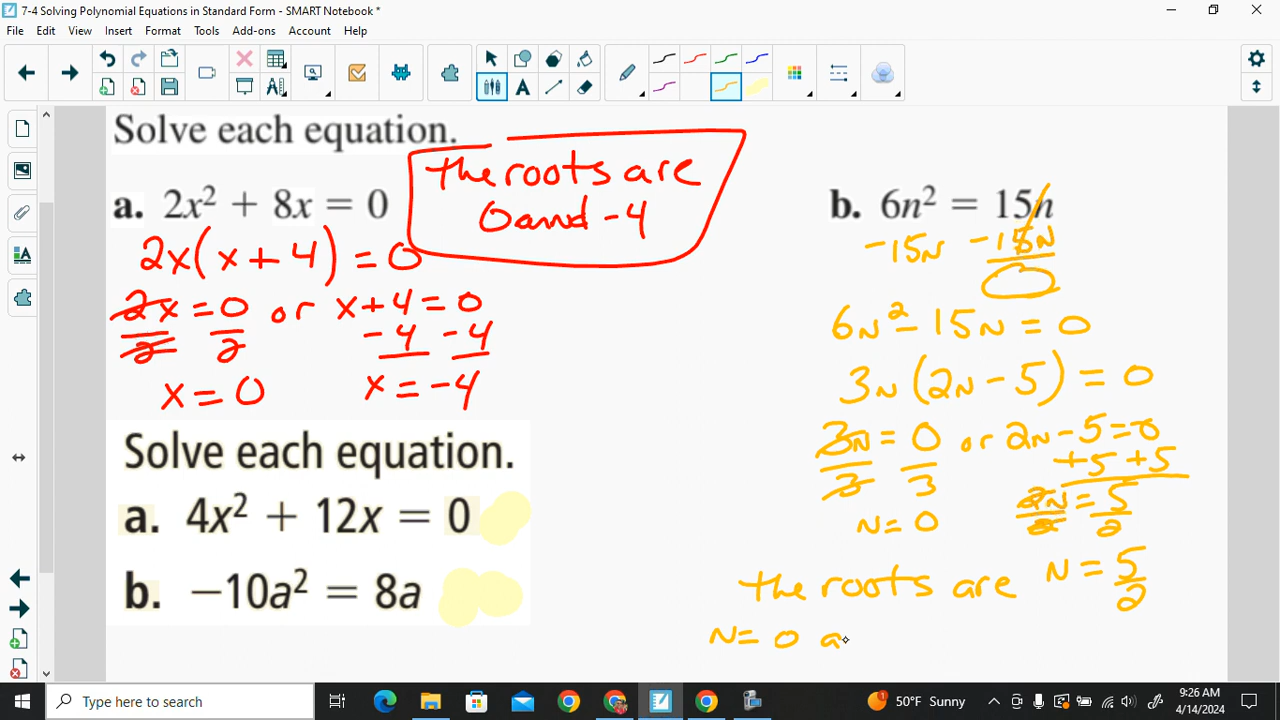 7-4 Solving Polynomial Equations in Standard Form - SMART Notebook *
File Edit View Insert Format Tools Add-ons Account Help
Solve each equation.
a. 2x² + 8x = 0
the roots are
0 and -4
2x(x+4) = 0
2x = 0 or x+4 = 0
-4 -4
2 2
x = 0 x = -4
b. 6n² = 15n
-15N -15N
0
6N² - 15N = 0
3N(2N - 5) = 0
3N = 0 or 2N - 5 = 0
+5 +5
3 3
2N = 5
2 2
N = 0
N = 5/2
the roots are
N = 0 a
Solve each equation.
a. 4x² + 12x = 0
b. −10a² = 8a
Type here to search
50°F Sunny
9:26 AM
4/14/2024